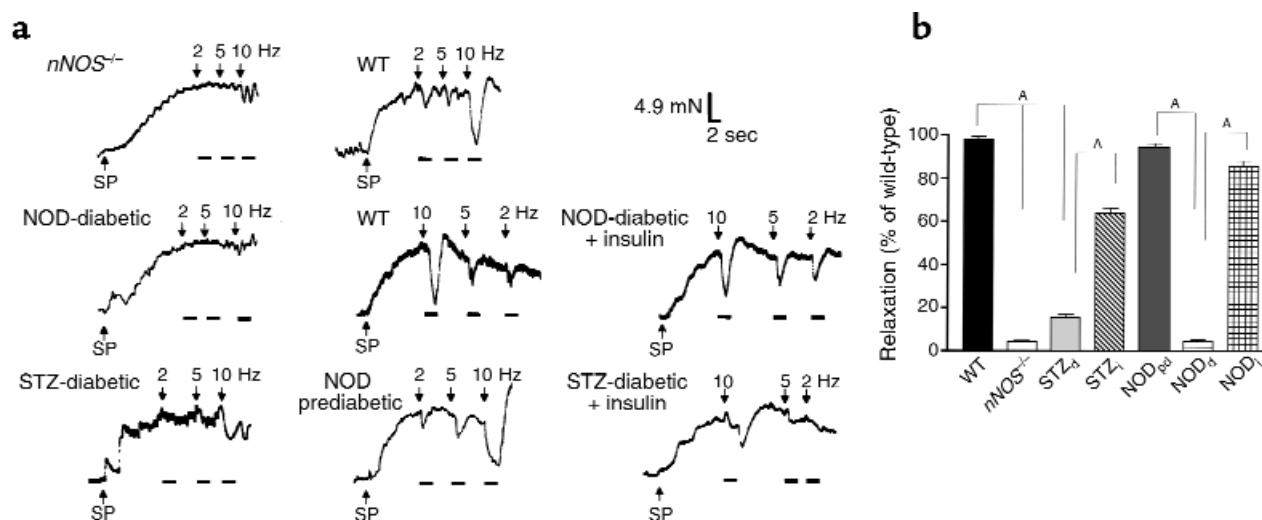 a
nNOS-/-
2 5 10 Hz
SP
WT
2 5 10 Hz
SP
4.9 mN
2 sec
NOD-diabetic
2 5 10 Hz
SP
WT
10 5 2 Hz
SP
NOD-diabetic
+ insulin
10 5 2 Hz
SP
STZ-diabetic
2 5 10 Hz
SP
NOD
prediabetic
2 5 10 Hz
SP
STZ-diabetic
+ insulin
10 5 2 Hz
SP
b
Relaxation (% of wild-type)
100
80
60
40
20
0
A
A
A
A
WT
nNOS-/-
STZd
STZi
NODpd
NODd
NODi